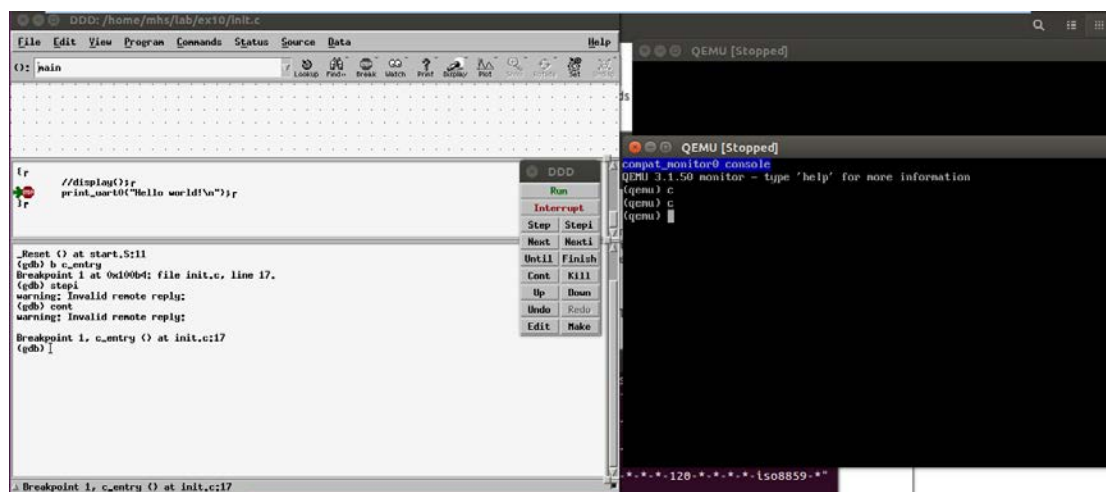 DDD: /home/mhs/lab/ex10/init.c
File Edit View Program Commands Status Source Data Help
(): main
Lookup Find>> Break Watch Print Display Plot Set
ds
QEMU [Stopped]
{r
//display();r
print_uart0("Hello world!\n");r
}r
_Reset () at start.S:11
(gdb) b c_entry
Breakpoint 1 at 0x100b4: file init.c, line 17.
(gdb) stepi
warning: Invalid remote reply:
(gdb) cont
warning: Invalid remote reply:
Breakpoint 1, c_entry () at init.c:17
(gdb)
DDD
Run
Interrupt
Step Stepi
Next Nexti
Until Finish
Cont Kill
Up Down
Undo Redo
Edit Make
QEMU [Stopped]
compat_monitor0 console
QEMU 3.1.50 monitor - type 'help' for more information
(qemu) c
(qemu) c
(qemu)
-*-*-*-120-*-*-*-*-iso8859-*"
Breakpoint 1, c_entry () at init.c:17